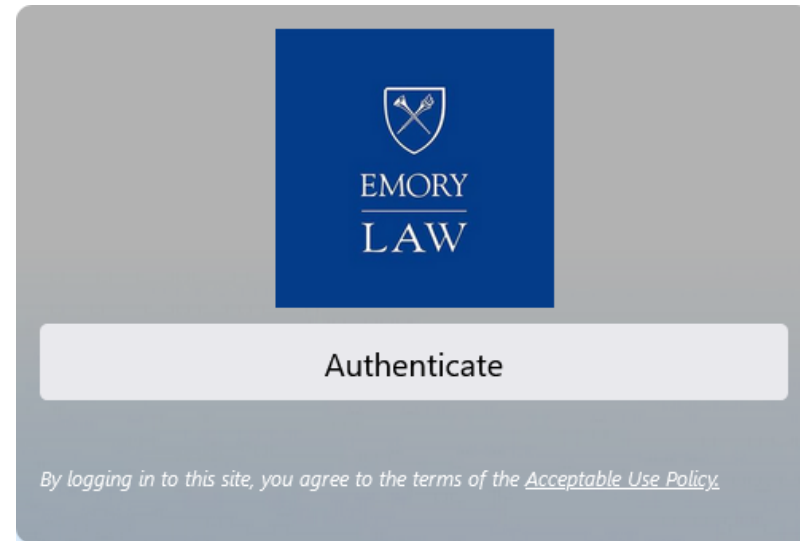 EMORY
LAW
Authenticate
By logging in to this site, you agree to the terms of the Acceptable Use Policy.